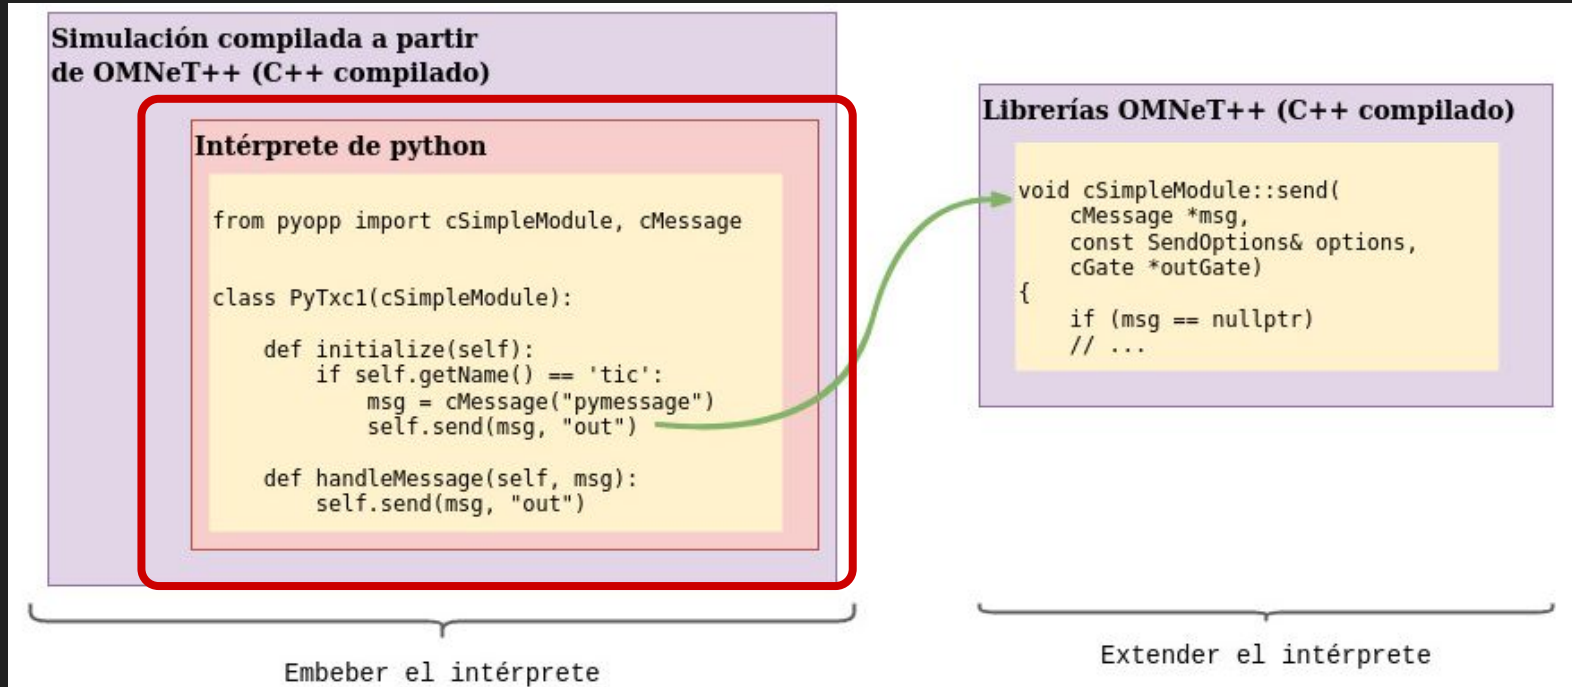 Simulación compilada a partir
de OMNeT++ (C++ compilado)
Intérprete de python
from pyopp import cSimpleModule, cMessage
class PyTxc1(cSimpleModule):
    def initialize(self):
        if self.getName() == 'tic':
            msg = cMessage("pymessage")
            self.send(msg, "out")
    def handleMessage(self, msg):
        self.send(msg, "out")
Embeber el intérprete
Librerías OMNeT++ (C++ compilado)
void cSimpleModule::send(
    cMessage *msg,
    const SendOptions& options,
    cGate *outGate)
{
    if (msg == nullptr)
    // ...
Extender el intérprete